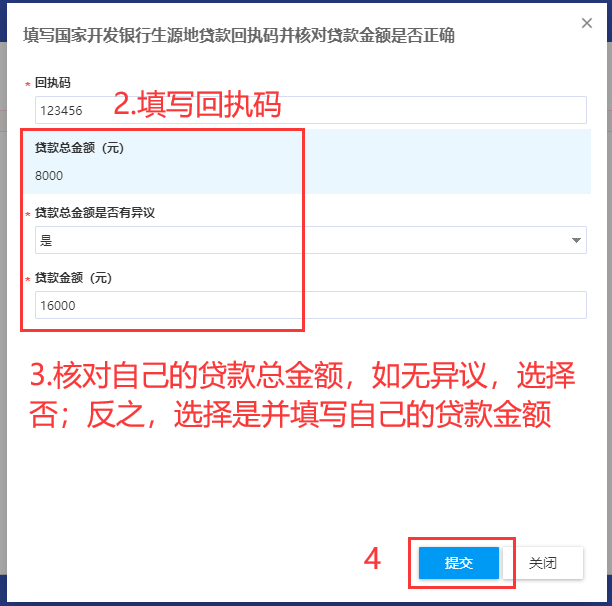 填写国家开发银行生源地贷款回执码并核对贷款金额是否正确
* 回执码
123456
2.填写回执码
贷款总金额（元）
8000
* 贷款总金额是否有异议
是
* 贷款金额（元）
16000
3.核对自己的贷款总金额，如无异议，选择
否；反之，选择是并填写自己的贷款金额
4
提交
关闭